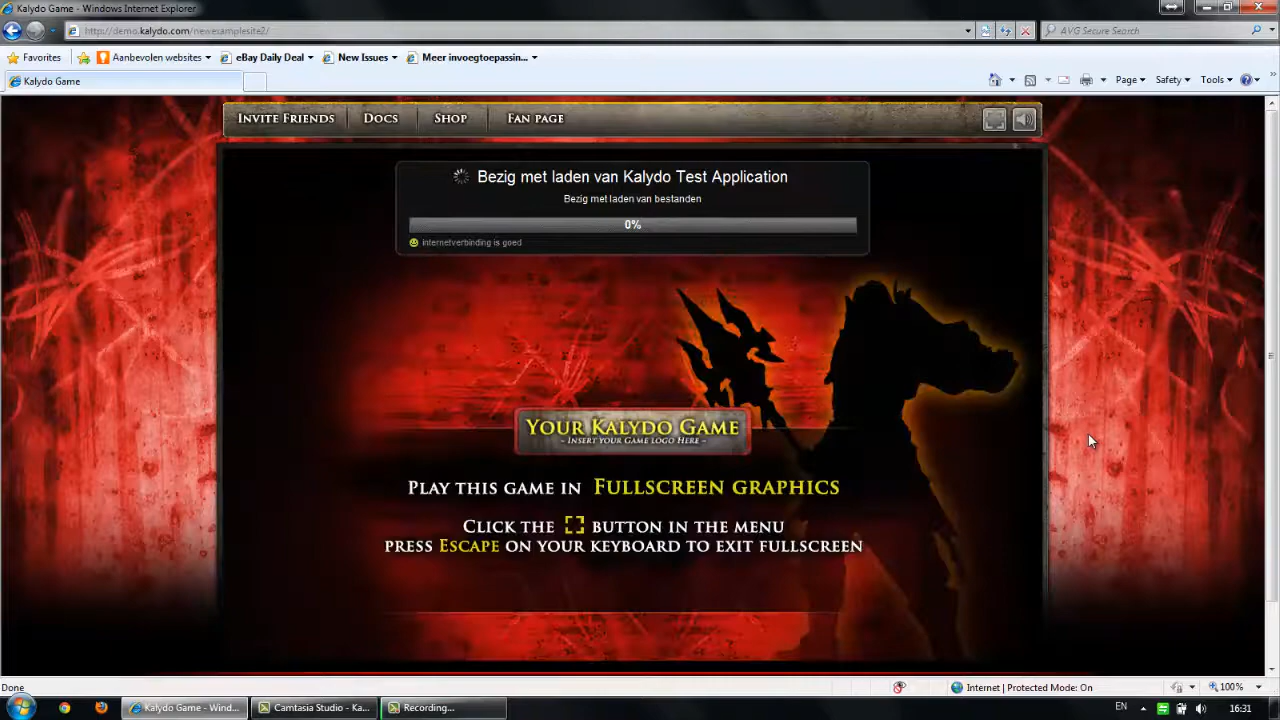 Kalydo Game - Windows Internet Explorer
http://demo.kalydo.com/newexamplesite2/
AVG Secure Search
Favorites
Aanbevolen websites
eBay Daily Deal
New Issues
Meer invoegtoepassin...
Kalydo Game
Page
Safety
Tools
INVITE FRIENDS
DOCS
SHOP
FAN PAGE
Bezig met laden van Kalydo Test Application
Bezig met laden van bestanden
0%
internetverbinding is goed
YOUR KALYDO GAME
~ INSERT YOUR GAME LOGO HERE ~
PLAY THIS GAME IN FULLSCREEN GRAPHICS
CLICK THE BUTTON IN THE MENU
PRESS ESCAPE ON YOUR KEYBOARD TO EXIT FULLSCREEN
Done
Internet | Protected Mode: On
100%
Kalydo Game - Wind...
Camtasia Studio - Ka...
Recording...
EN
16:31